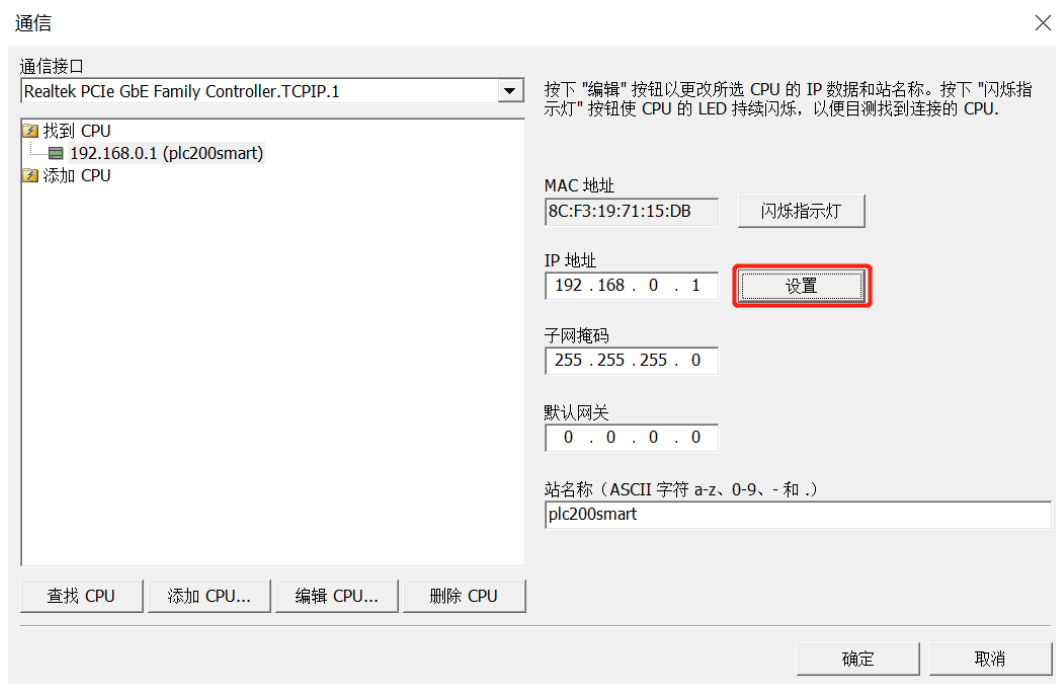 通信
通信接口
Realtek PCIe GbE Family Controller.TCPIP.1
找到 CPU
192.168.0.1 (plc200smart)
添加 CPU
按下 "编辑" 按钮以更改所选 CPU 的 IP 数据和站名称。按下 "闪烁指
示灯" 按钮使 CPU 的 LED 持续闪烁，以便目测找到连接的 CPU.
MAC 地址
8C:F3:19:71:15:DB
闪烁指示灯
IP 地址
192 . 168 . 0 . 1
设置
子网掩码
255 . 255 . 255 . 0
默认网关
0 . 0 . 0 . 0
站名称（ASCII 字符 a-z、0-9、- 和 .）
plc200smart
查找 CPU
添加 CPU...
编辑 CPU...
删除 CPU
确定
取消